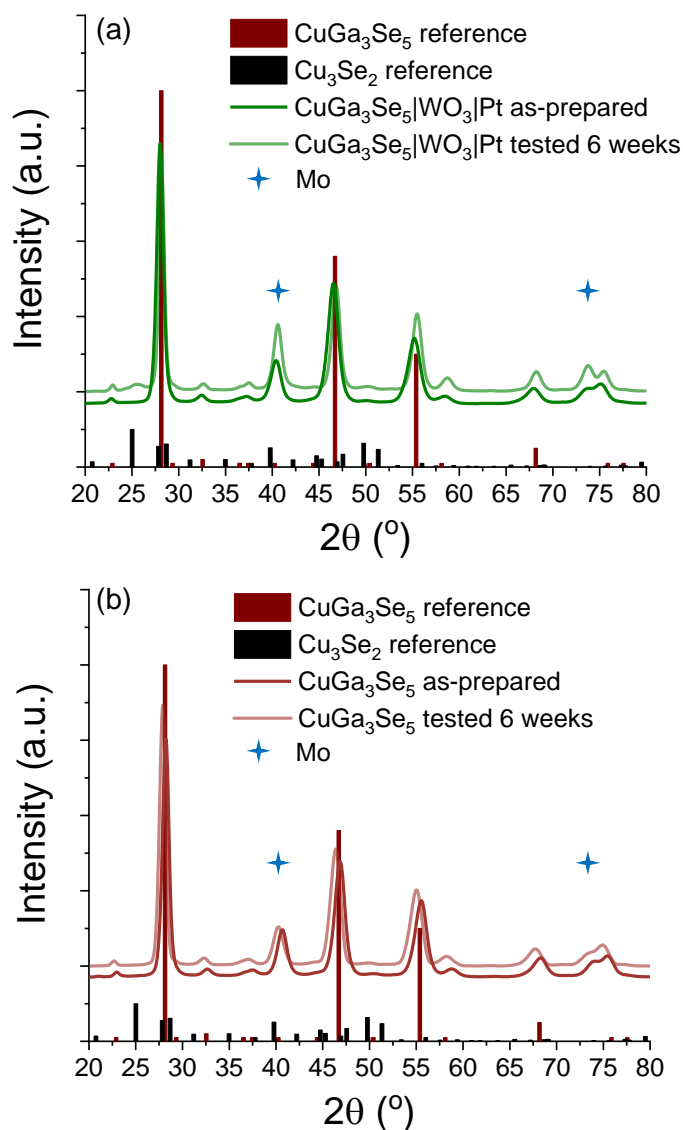 (a)
CuGa₃Se₅ reference
Cu₃Se₂ reference
CuGa₃Se₅|WO₃|Pt as-prepared
CuGa₃Se₅|WO₃|Pt tested 6 weeks
Mo
Intensity (a.u.)
20 25 30 35 40 45 50 55 60 65 70 75 80
2θ (º)
(b)
CuGa₃Se₅ reference
Cu₃Se₂ reference
CuGa₃Se₅ as-prepared
CuGa₃Se₅ tested 6 weeks
Mo
Intensity (a.u.)
20 25 30 35 40 45 50 55 60 65 70 75 80
2θ (º)